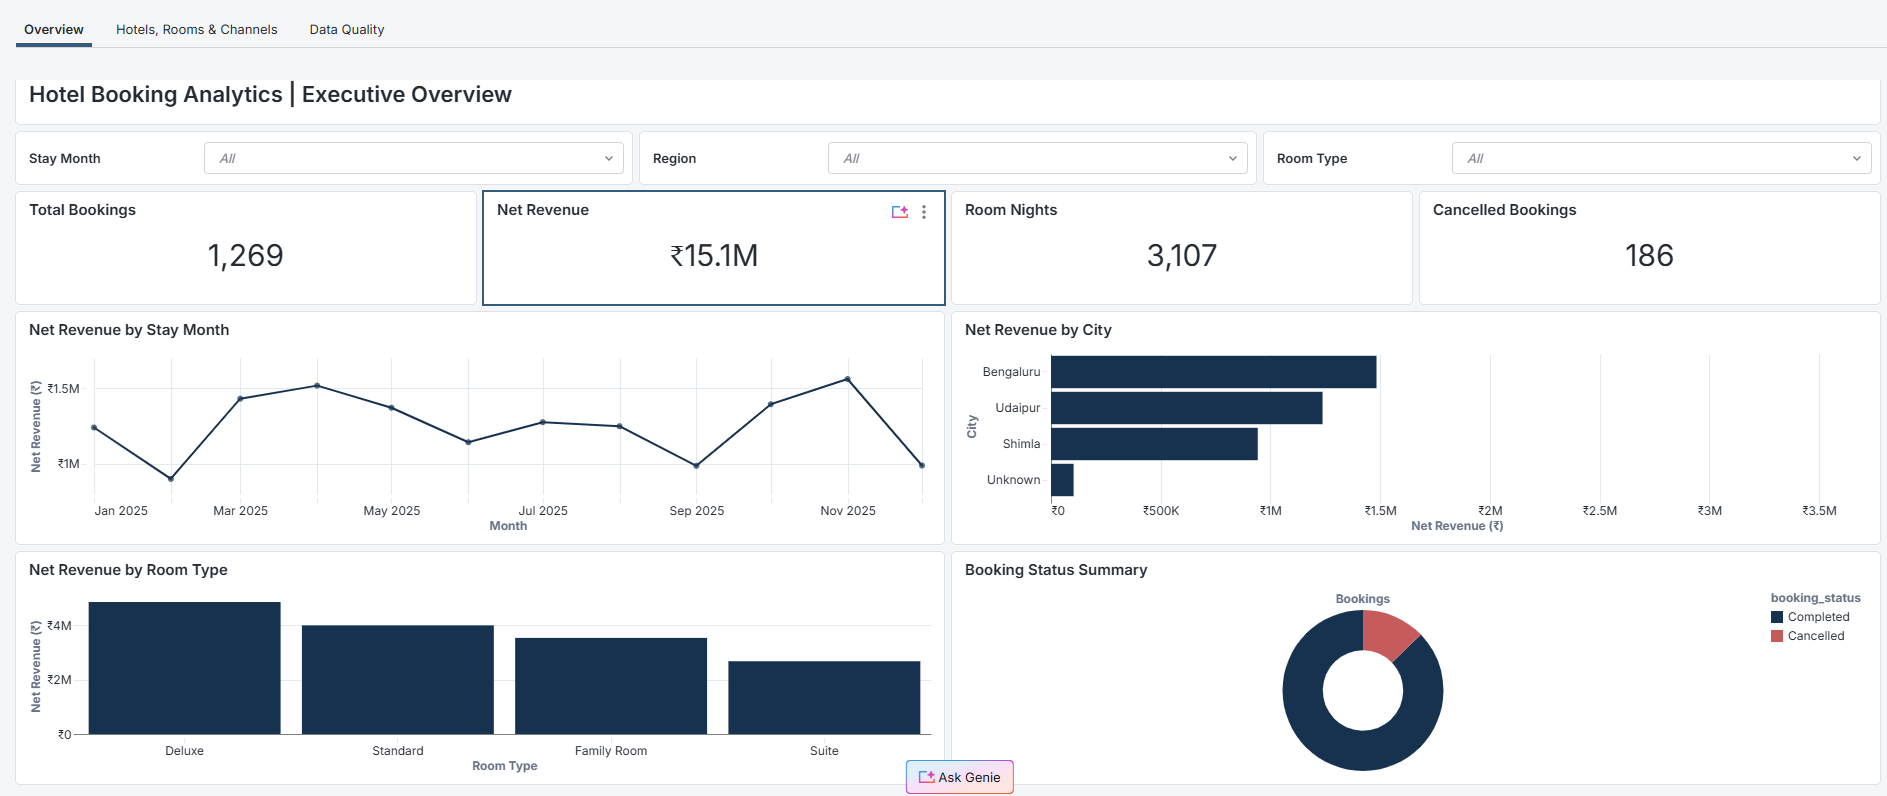 Overview
Hotels, Rooms & Channels
Data Quality
Hotel Booking Analytics | Executive Overview
Stay Month
All
Region
All
Room Type
All
Total Bookings
1,269
Net Revenue
₹15.1M
Room Nights
3,107
Cancelled Bookings
186
Net Revenue by Stay Month
Net Revenue (₹)
₹1.5M
₹1M
Jan 2025
Mar 2025
May 2025
Jul 2025
Sep 2025
Nov 2025
Month
Net Revenue by City
City
Bengaluru
Udaipur
Shimla
Unknown
₹0
₹500K
₹1M
₹1.5M
₹2M
₹2.5M
₹3M
₹3.5M
Net Revenue (₹)
Net Revenue by Room Type
Net Revenue (₹)
₹4M
₹2M
₹0
Deluxe
Standard
Family Room
Suite
Room Type
Booking Status Summary
Bookings
booking_status
Completed
Cancelled
Ask Genie